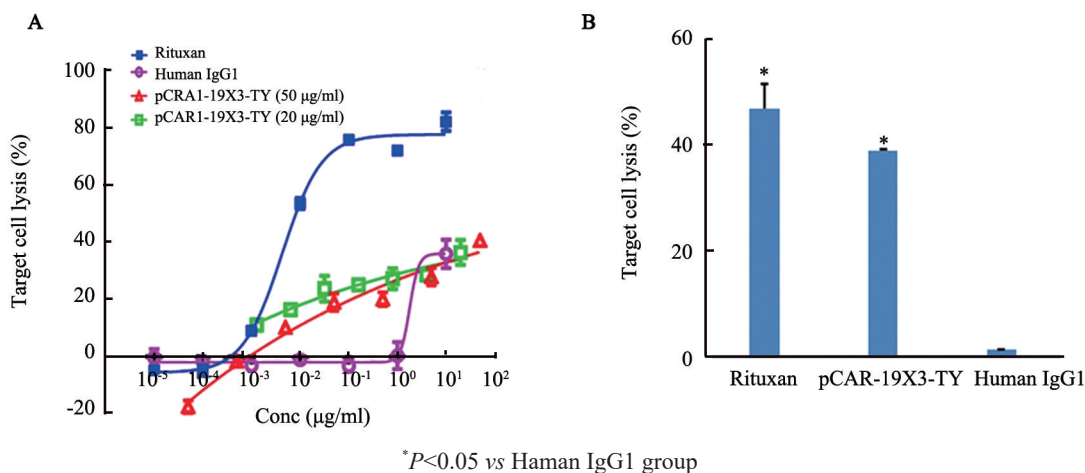 A
Rituxan
Human IgG1
pCRA1-19X3-TY (50 μg/ml)
pCAR1-19X3-TY (20 μg/ml)
Target cell lysis (%)
100
80
60
40
20
0
-20
10-5 10-4 10-3 10-2 10-1 100 101 102
Conc (μg/ml)
B
Target cell lysis (%)
60
40
20
0
*
*
Rituxan pCAR-19X3-TY Human IgG1
*P<0.05 vs Haman IgG1 group